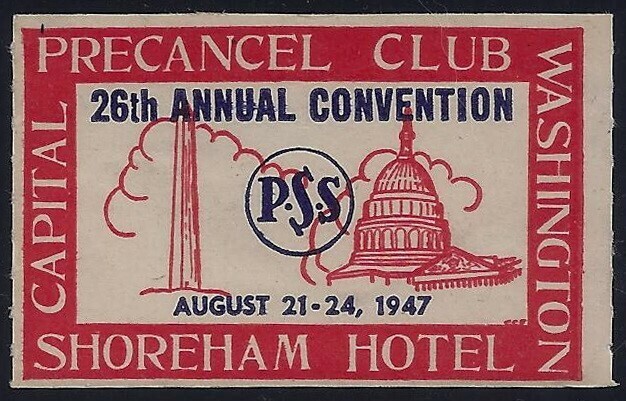 CAPITAL
PRECANCEL CLUB
WASHINGTON
26th ANNUAL CONVENTION
P.S.S
AUGUST 21-24, 1947
SHOREHAM HOTEL